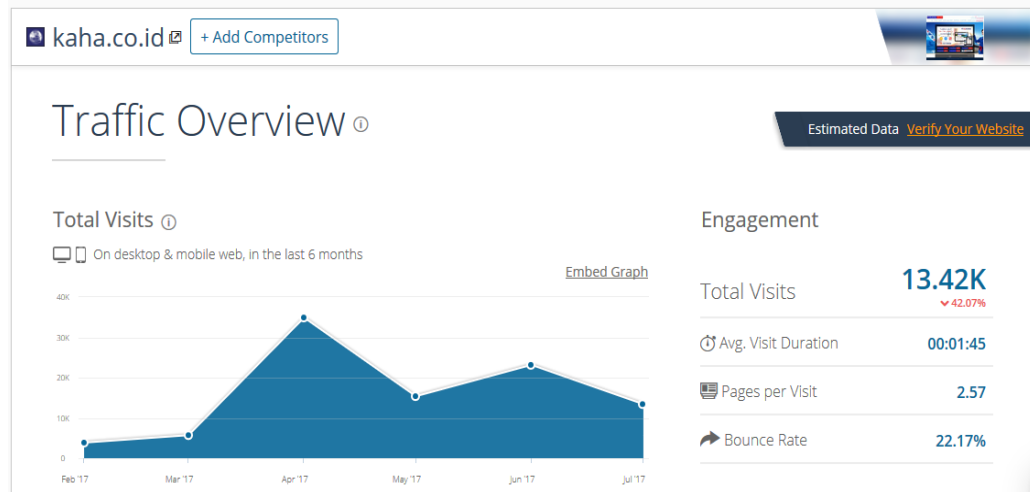 kaha.co.id + Add Competitors
Traffic Overview
Estimated Data Verify Your Website
Total Visits
On desktop & mobile web, in the last 6 months
Embed Graph
40K
30K
20K
10K
0
Feb '17 Mar '17 Apr '17 May '17 Jun '17 Jul '17
Engagement
Total Visits 13.42K
42.07%
Avg. Visit Duration 00:01:45
Pages per Visit 2.57
Bounce Rate 22.17%